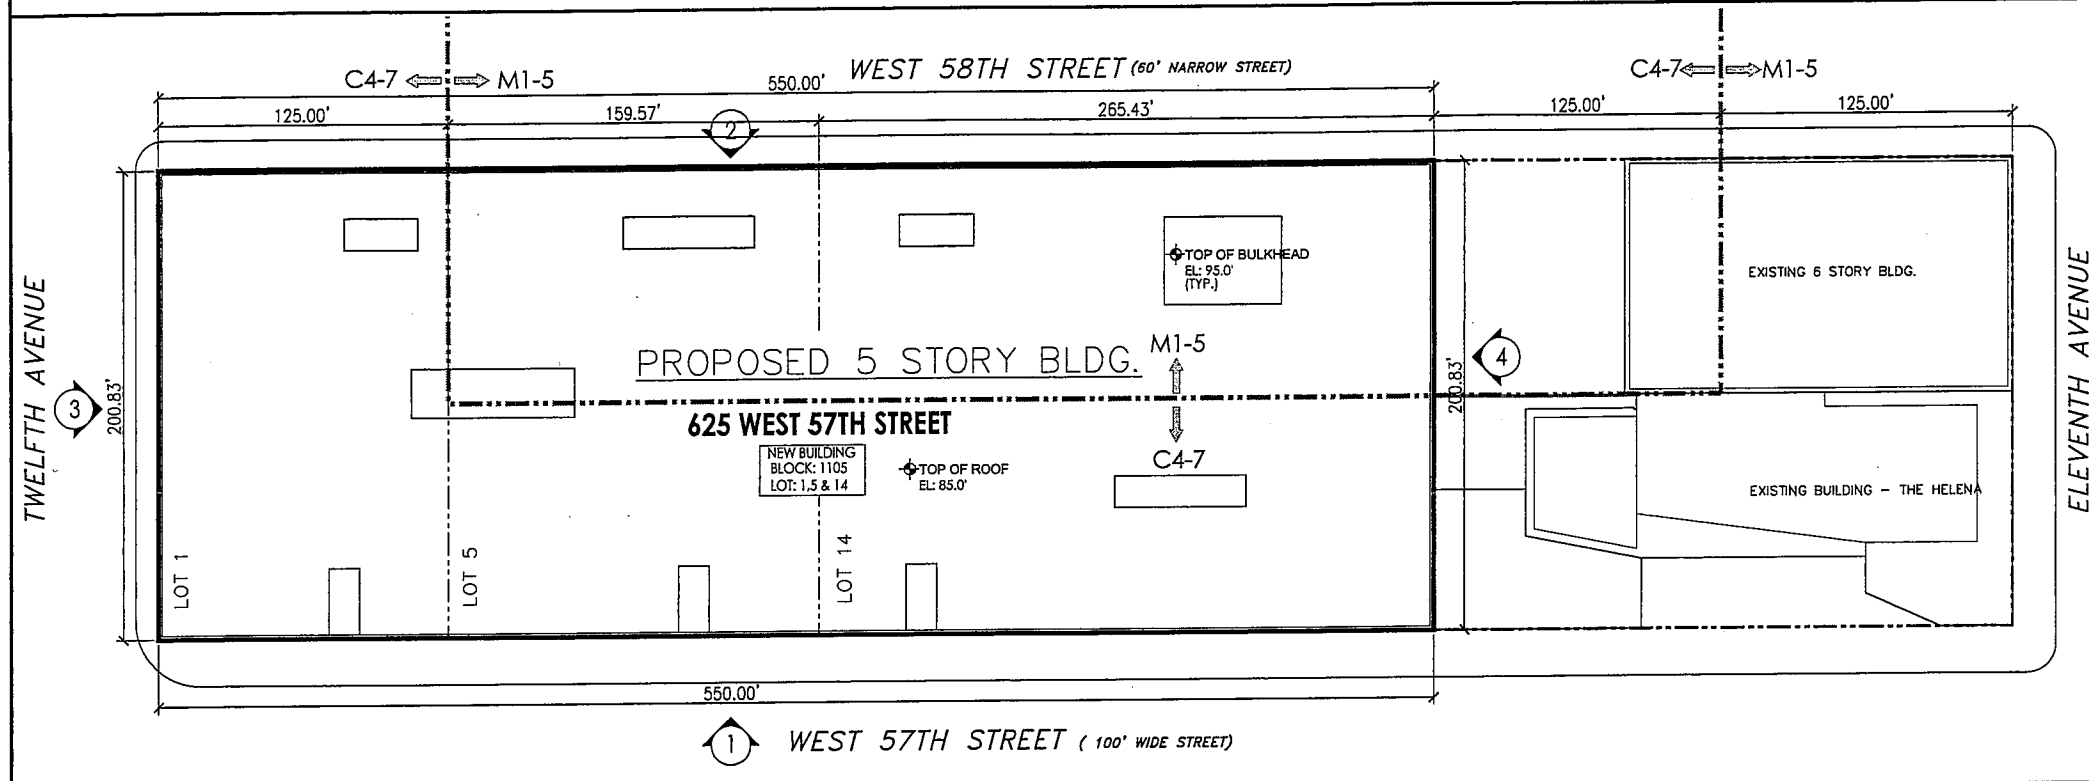 WEST 58TH STREET (60' NARROW STREET)
C4-7 M1-5
550.00'
C4-7 M1-5
125.00'
159.57'
265.43'
125.00'
125.00'
2
TOP OF BULKHEAD
EL: 95.0'
(TYP.)
EXISTING 6 STORY BLDG.
TWELFTH AVENUE
3
200.83'
PROPOSED 5 STORY BLDG.
M1-5
4
200.83'
ELEVENTH AVENUE
625 WEST 57TH STREET
NEW BUILDING
BLOCK: 1105
LOT: 1,5 & 14
TOP OF ROOF
EL: 85.0'
C4-7
EXISTING BUILDING - THE HELENA
LOT 1
LOT 5
LOT 14
550.00'
1
WEST 57TH STREET ( 100' WIDE STREET)